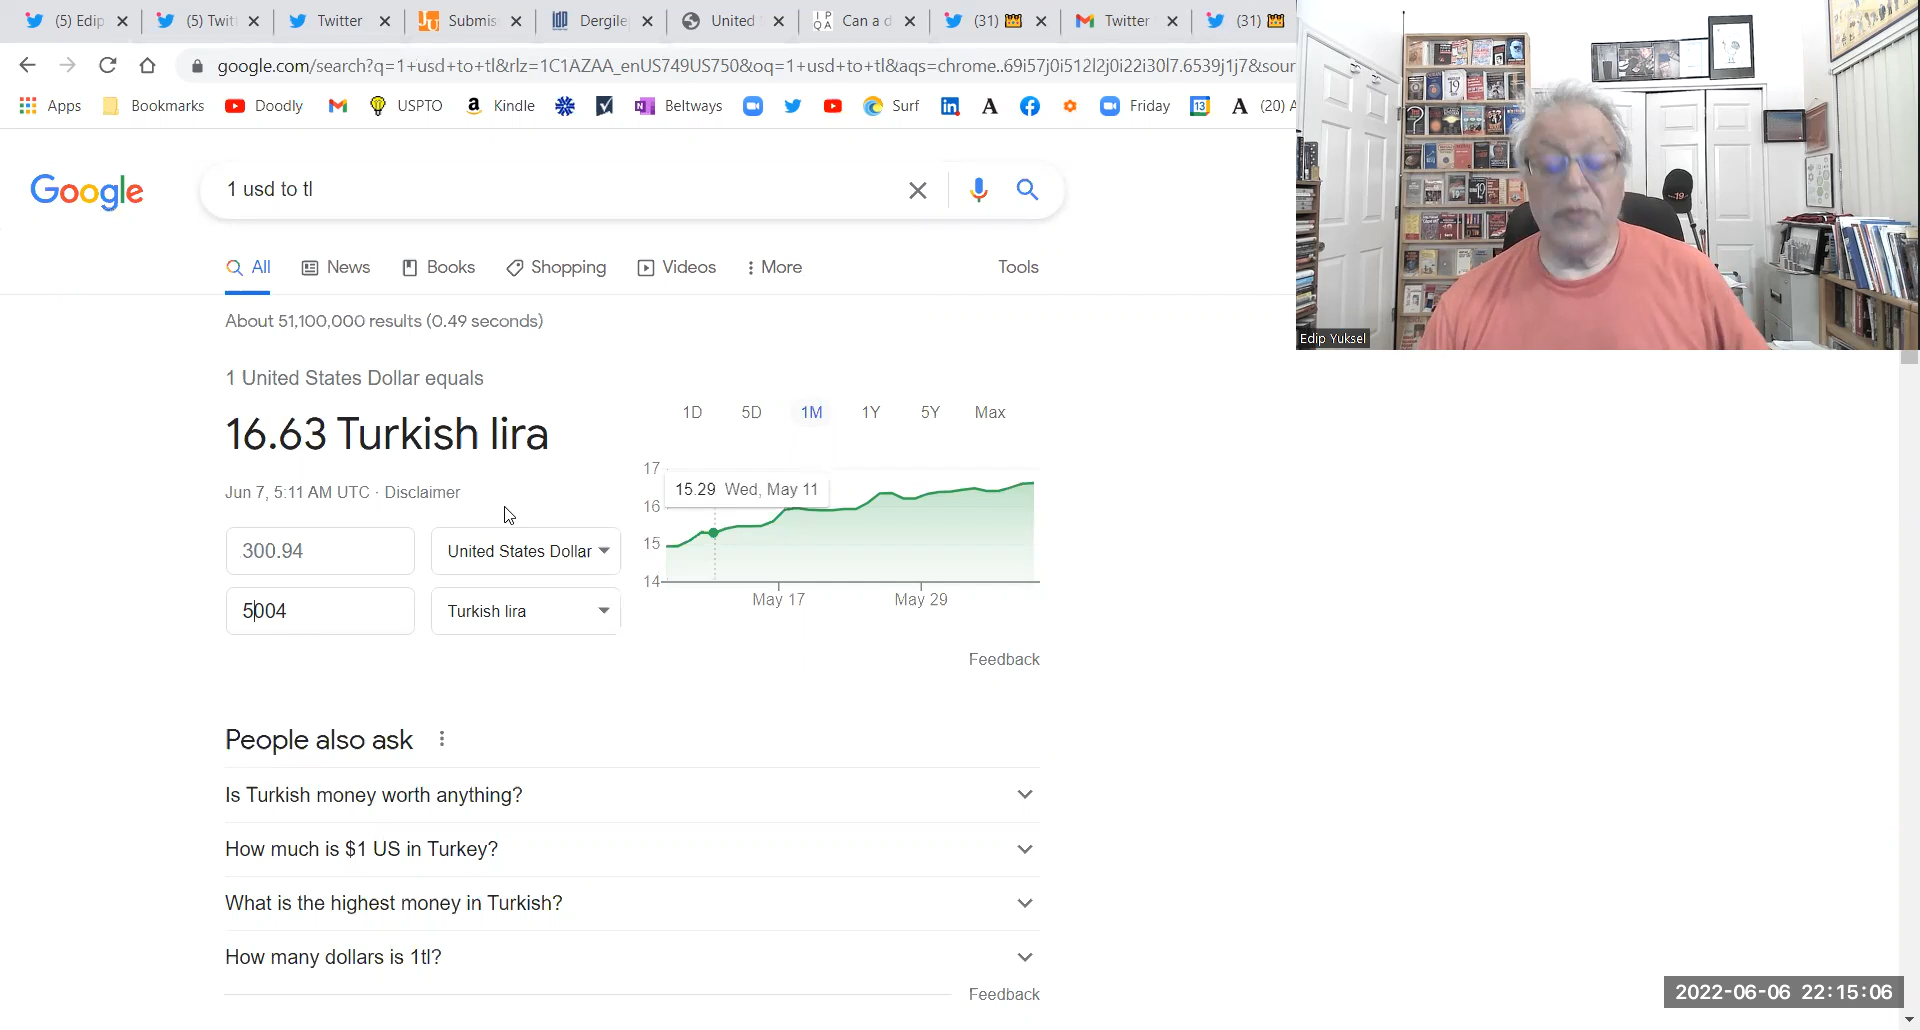 (5) Edip
(5) Twit
Twitter
Submis
Dergile
United
Can a d
(31)
Twitter
(31)
google.com/search?q=1+usd+to+tl&rlz=1C1AZAA_enUS749US750&oq=1+usd+to+tl&aqs=chrome..69i57j0i512l2j0i22i30l7.6539j1j7&sour
Apps
Bookmarks
Doodly
USPTO
Kindle
Beltways
Surf
Friday
13
(20) A
Edip Yuksel
Google
1 usd to tl
All
News
Books
Shopping
Videos
More
Tools
About 51,100,000 results (0.49 seconds)
1 United States Dollar equals
16.63 Turkish lira
Jun 7, 5:11 AM UTC · Disclaimer
300.94
United States Dollar
5004
Turkish lira
1D 5D 1M 1Y 5Y Max
17
15.29 Wed, May 11
16
15
14
May 17
May 29
Feedback
People also ask
Is Turkish money worth anything?
How much is $1 US in Turkey?
What is the highest money in Turkish?
How many dollars is 1tl?
Feedback
2022-06-06 22:15:06